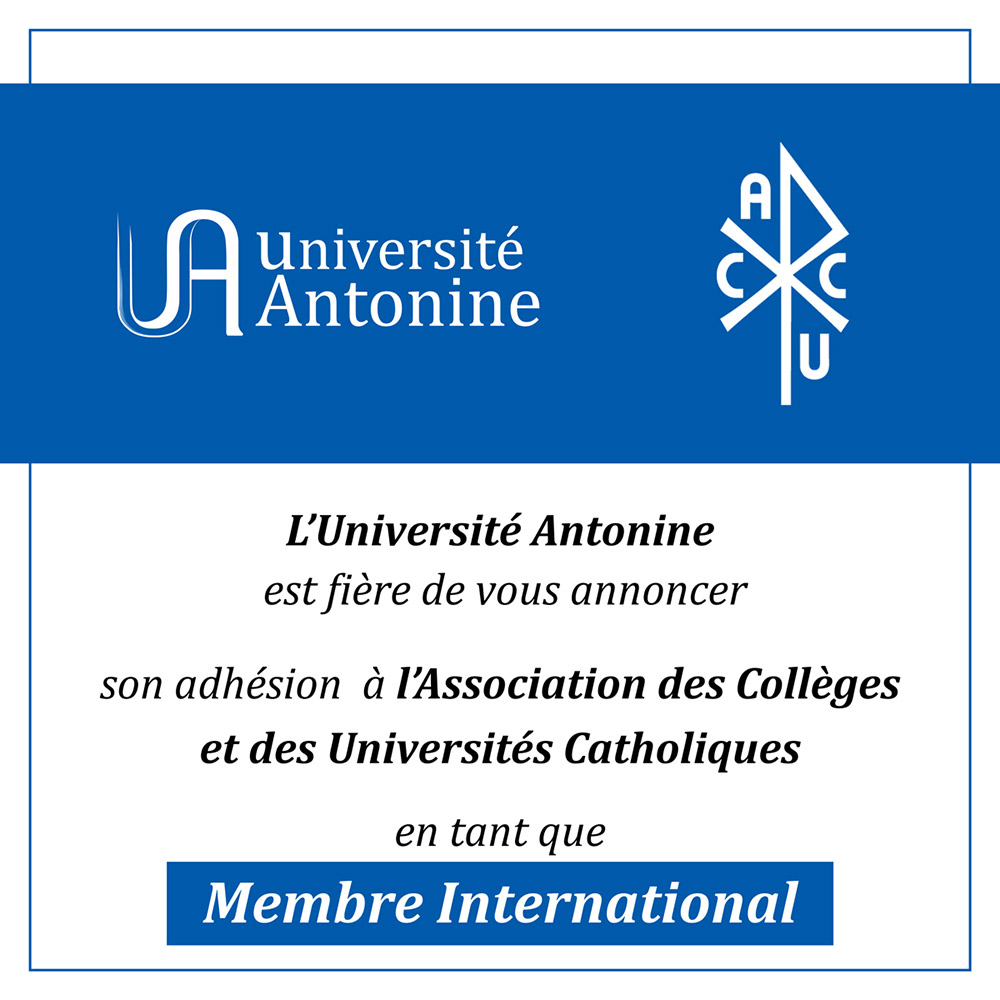 UA
Université
Antonine
A
C C
U
L’Université Antonine
est fière de vous annoncer
son adhésion à l’Association des Collèges
et des Universités Catholiques
en tant que
Membre International